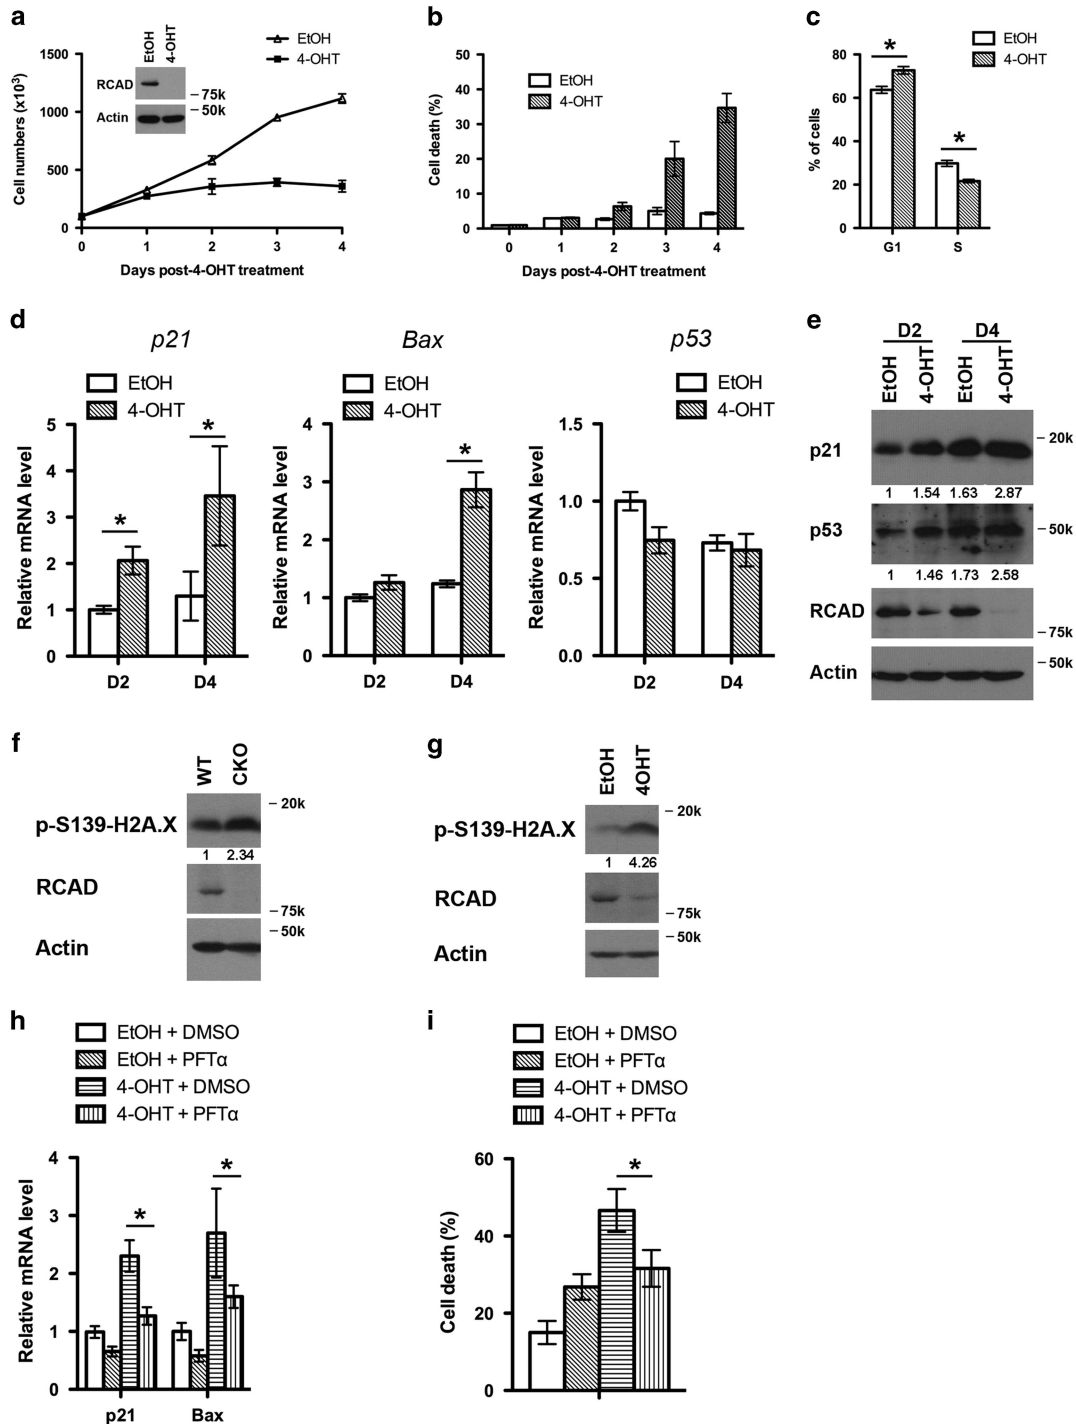 a
EtOH
4-OHT
RCAD
Actin
– 75k
– 50k
EtOH
4-OHT
Cell numbers (x10³)
1500
1000
500
0
0 1 2 3 4
Days post-4-OHT treatment
b
EtOH
4-OHT
Cell death (%)
50
40
30
20
10
0
0 1 2 3 4
Days post-4-OHT treatment
c
EtOH
4-OHT
% of cells
80
60
40
20
0
*
*
G1 S
d
p21
EtOH
4-OHT
Relative mRNA level
5
4
3
2
1
0
*
*
D2 D4
Bax
EtOH
4-OHT
Relative mRNA level
4
3
2
1
0
*
D2 D4
p53
EtOH
4-OHT
Relative mRNA level
1.5
1.0
0.5
0.0
D2 D4
e
D2 D4
EtOH
4-OHT
EtOH
4-OHT
p21
– 20k
1 1.54 1.63 2.87
p53
– 50k
1 1.46 1.73 2.58
RCAD
– 75k
– 50k
Actin
f
WT
CKO
p-S139-H2A.X
– 20k
1 2.34
RCAD
– 75k
– 50k
Actin
g
EtOH
4OHT
p-S139-H2A.X
– 20k
1 4.26
RCAD
– 75k
– 50k
Actin
h
EtOH + DMSO
EtOH + PFTα
4-OHT + DMSO
4-OHT + PFTα
Relative mRNA level
4
3
2
1
0
*
*
p21 Bax
i
EtOH + DMSO
EtOH + PFTα
4-OHT + DMSO
4-OHT + PFTα
Cell death (%)
60
40
20
0
*